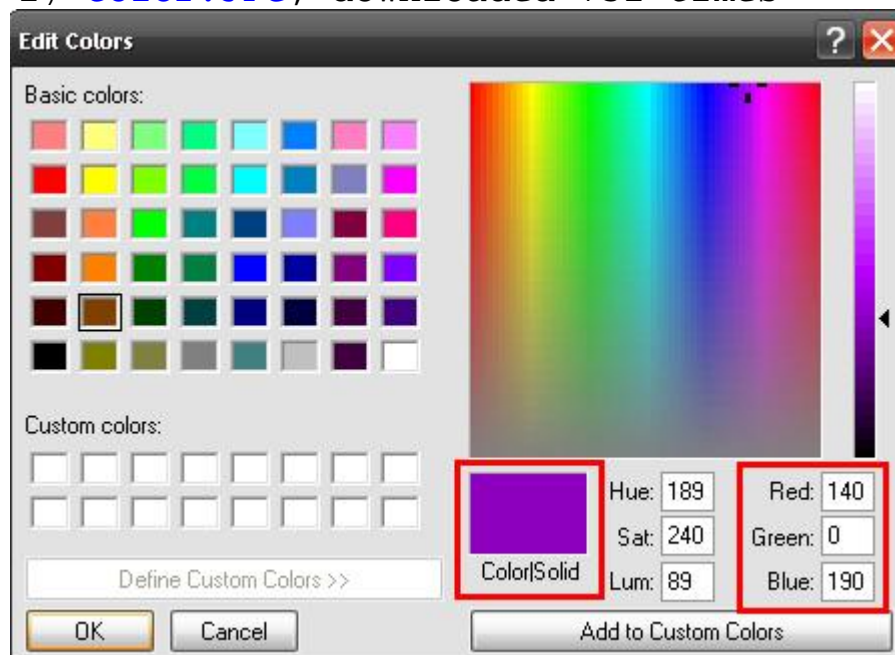 Edit Colors
?
Basic colors:
Custom colors:
Define Custom Colors >>
OK
Cancel
Color|Solid
Hue: 189
Sat: 240
Lum: 89
Red: 140
Green: 0
Blue: 190
Add to Custom Colors